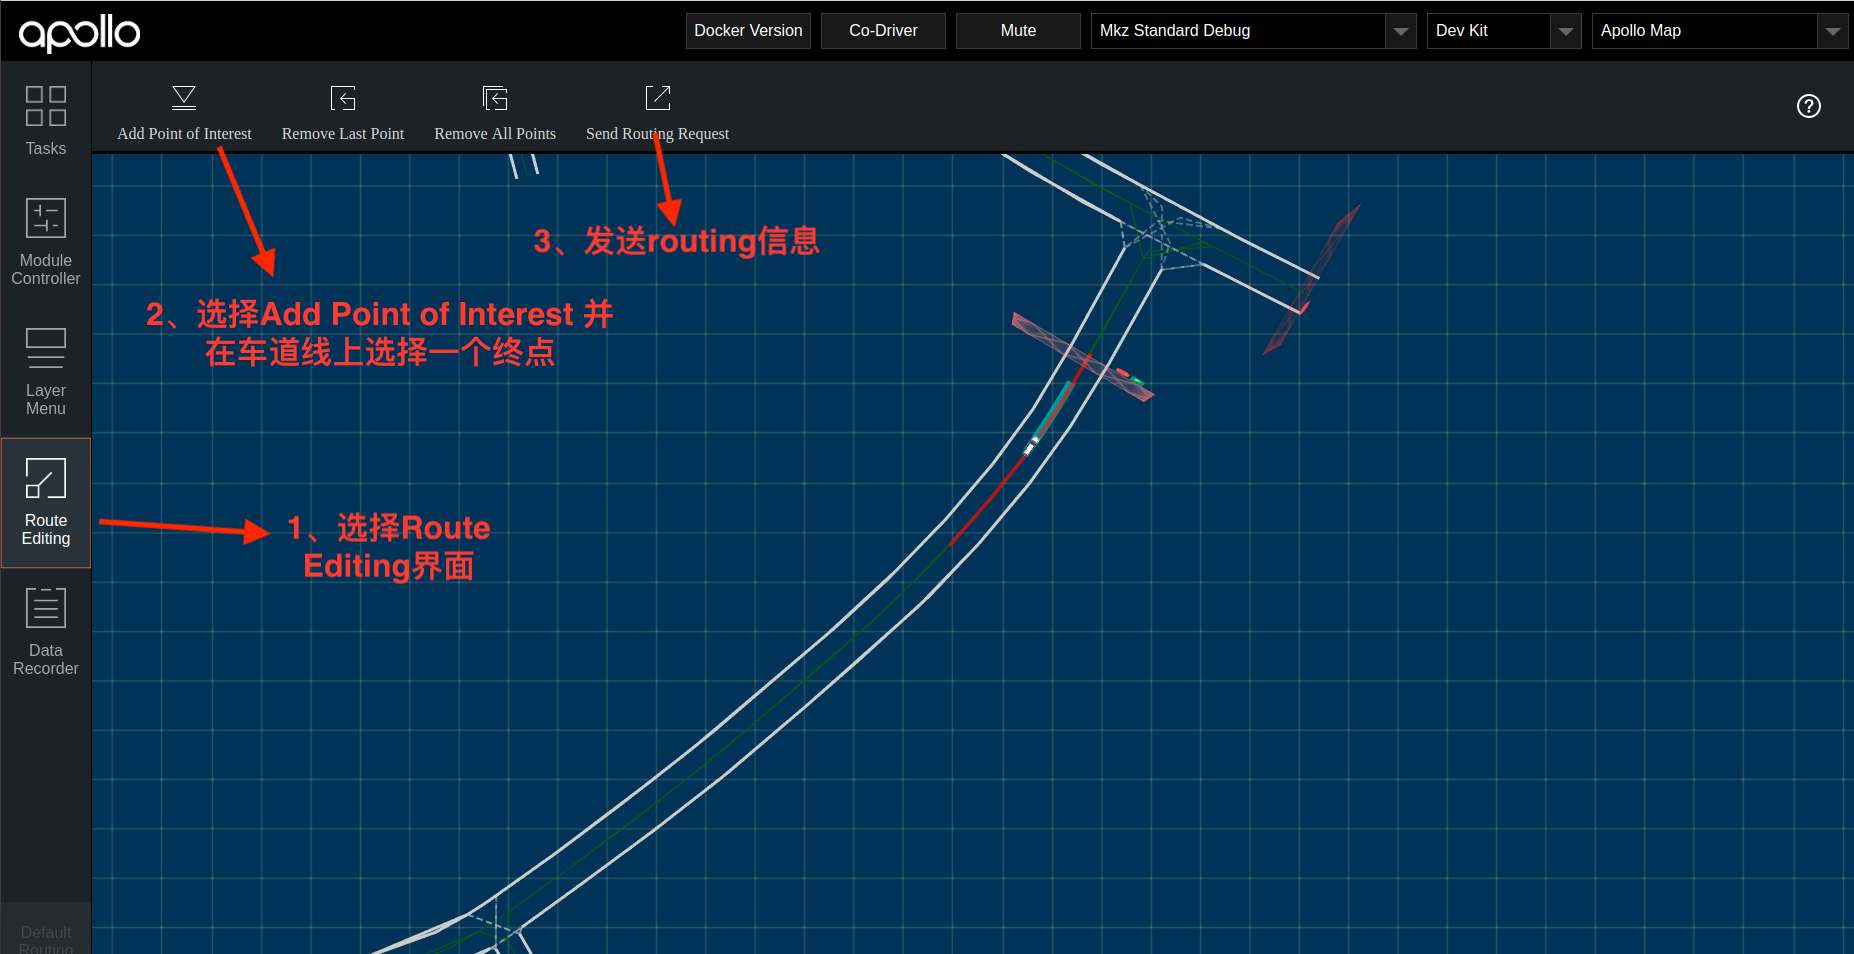 apollo
Docker Version
Co-Driver
Mute
Mkz Standard Debug
Dev Kit
Apollo Map
Add Point of Interest
Remove Last Point
Remove All Points
Send Routing Request
Tasks
Module
Controller
Layer
Menu
Route
Editing
Data
Recorder
Default
Routing
3、发送routing信息
2、选择Add Point of Interest 并
在车道线上选择一个终点
1、选择Route
Editing界面